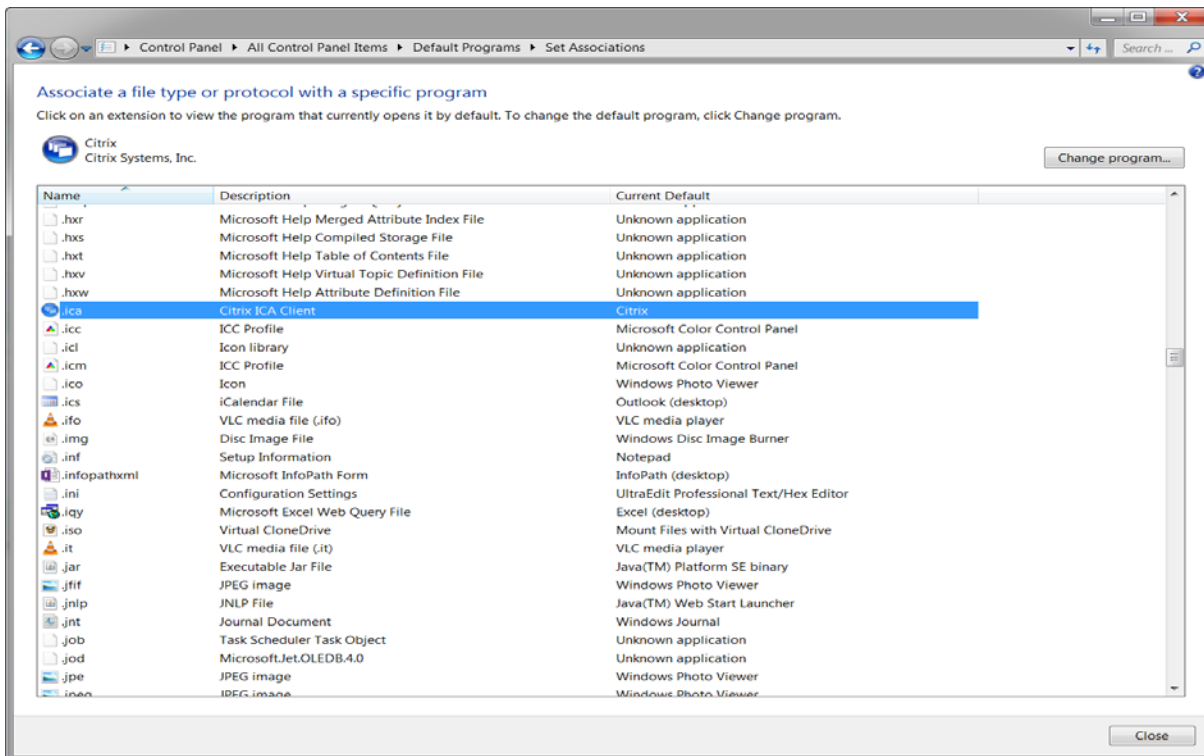 Control Panel ▸ All Control Panel Items ▸ Default Programs ▸ Set Associations
Search ...
Associate a file type or protocol with a specific program
Click on an extension to view the program that currently opens it by default. To change the default program, click Change program.
Citrix
Citrix Systems, Inc.
Change program...
Name Description Current Default
.hxr Microsoft Help Merged Attribute Index File Unknown application
.hxs Microsoft Help Compiled Storage File Unknown application
.hxt Microsoft Help Table of Contents File Unknown application
.hxv Microsoft Help Virtual Topic Definition File Unknown application
.hxw Microsoft Help Attribute Definition File Unknown application
.ica Citrix ICA Client Citrix
.icc ICC Profile Microsoft Color Control Panel
.icl Icon library Unknown application
.icm ICC Profile Microsoft Color Control Panel
.ico Icon Windows Photo Viewer
.ics iCalendar File Outlook (desktop)
.ifo VLC media file (.ifo) VLC media player
.img Disc Image File Windows Disc Image Burner
.inf Setup Information Notepad
.infopathxml Microsoft InfoPath Form InfoPath (desktop)
.ini Configuration Settings UltraEdit Professional Text/Hex Editor
.iqy Microsoft Excel Web Query File Excel (desktop)
.iso Virtual CloneDrive Mount Files with Virtual CloneDrive
.it VLC media file (.it) VLC media player
.jar Executable Jar File Java(TM) Platform SE binary
.jfif JPEG image Windows Photo Viewer
.jnlp JNLP File Java(TM) Web Start Launcher
.jnt Journal Document Windows Journal
.job Task Scheduler Task Object Unknown application
.jod Microsoft.Jet.OLEDB.4.0 Unknown application
.jpe JPEG image Windows Photo Viewer
.jpeg JPEG image Windows Photo Viewer
Close